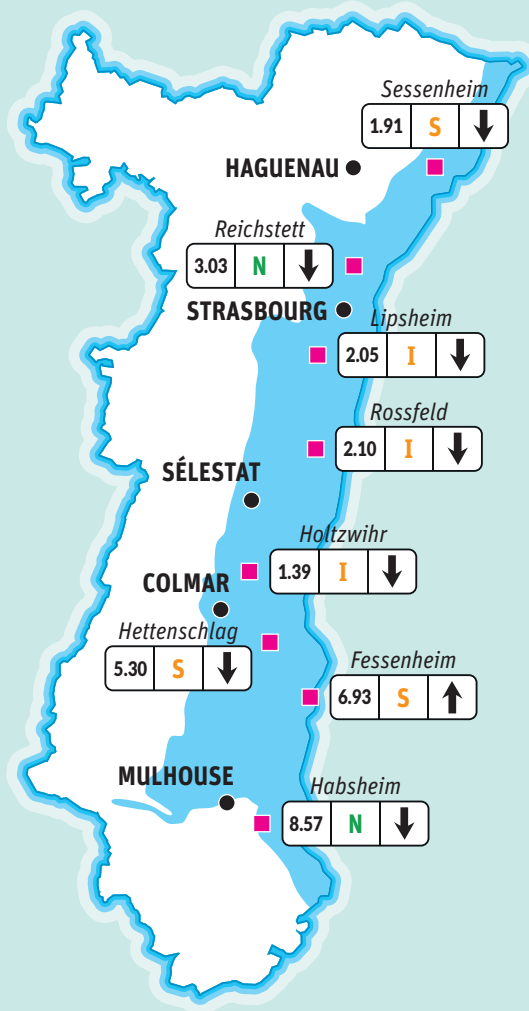 Sessenheim
1.91 S ↓
HAGUENAU
Reichstett
3.03 N ↓
STRASBOURG
Lipsheim
2.05 I ↓
Rossfeld
2.10 I ↓
SÉLESTAT
Holtzwihr
1.39 I ↓
COLMAR
Hettenschlag
5.30 S ↓
Fessenheim
6.93 S ↑
MULHOUSE
Habsheim
8.57 N ↓